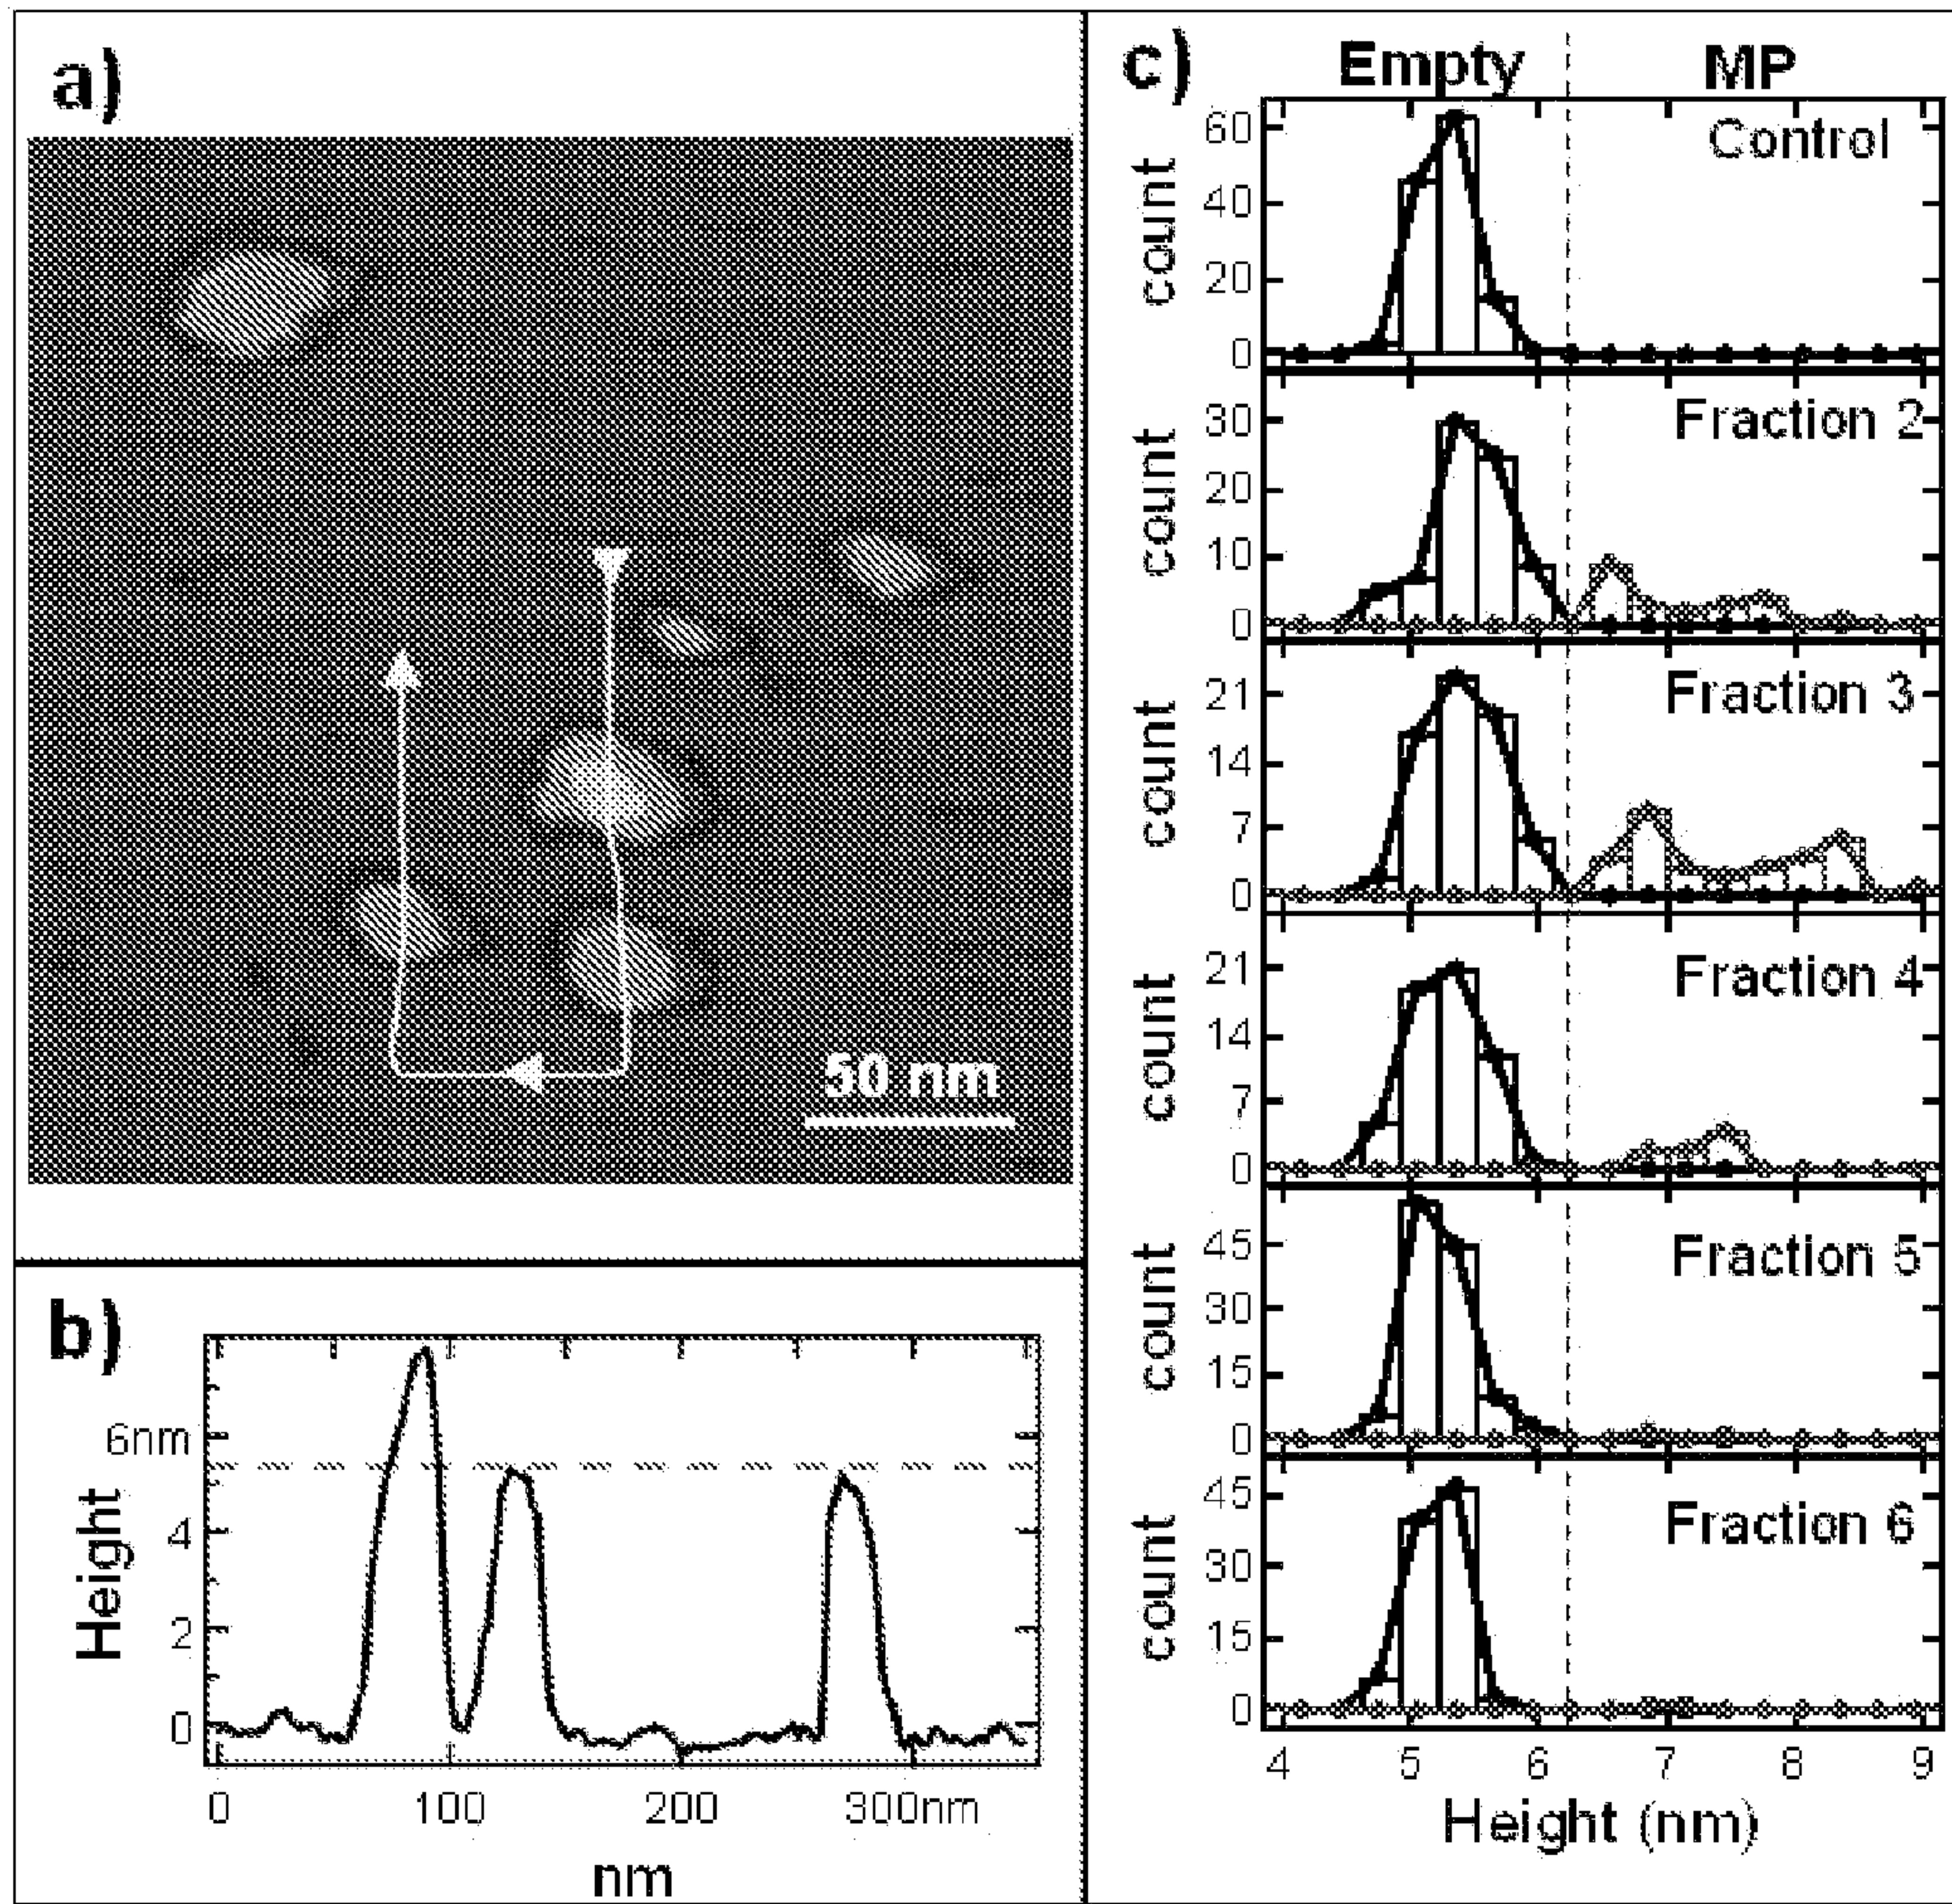 a)
50 nm
b)
6nm
4
2
0
Height
0 100 200 300nm
nm
c)
Empty MP
Control
60
40
20
0
count
Fraction 2
30
20
10
0
count
Fraction 3
21
14
7
0
count
Fraction 4
21
14
7
0
count
Fraction 5
45
30
15
0
count
Fraction 6
45
30
15
0
count
4 5 6 7 8 9
Height (nm)